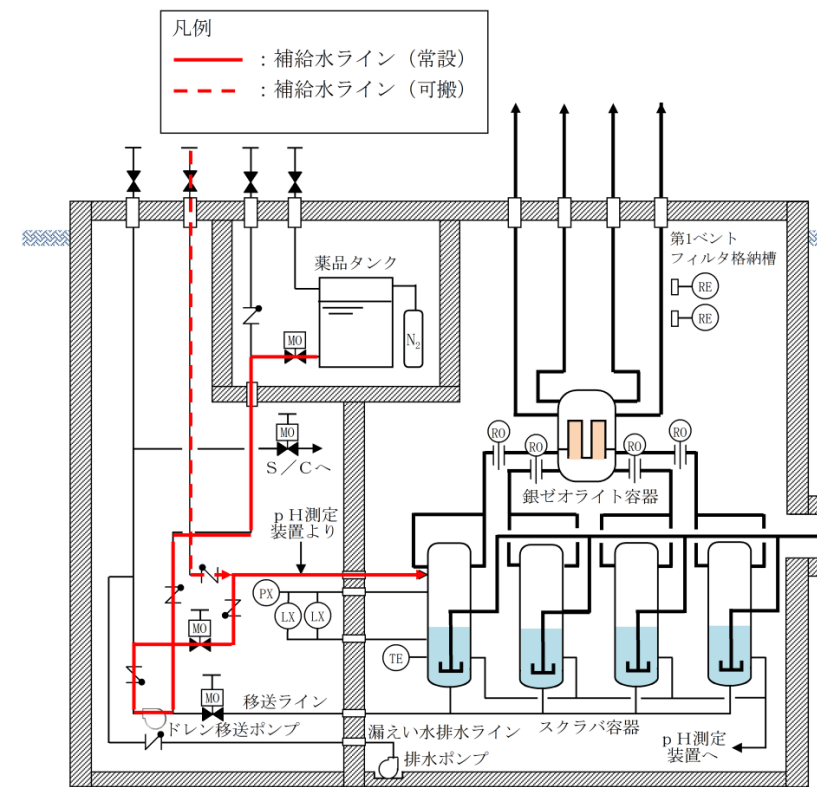 凡例
：補給水ライン（常設）
：補給水ライン（可搬）
第1ベント
フィルタ格納槽
RE
RE
薬品タンク
MO
N₂
MO
S／Cへ
RO
RO
RO
RO
銀ゼオライト容器
ｐH測定
装置より
PX
LX
LX
MO
TE
MO
移送ライン
ドレン移送ポンプ
漏えい水排水ライン
スクラバ容器
排水ポンプ
ｐH測定
装置へ